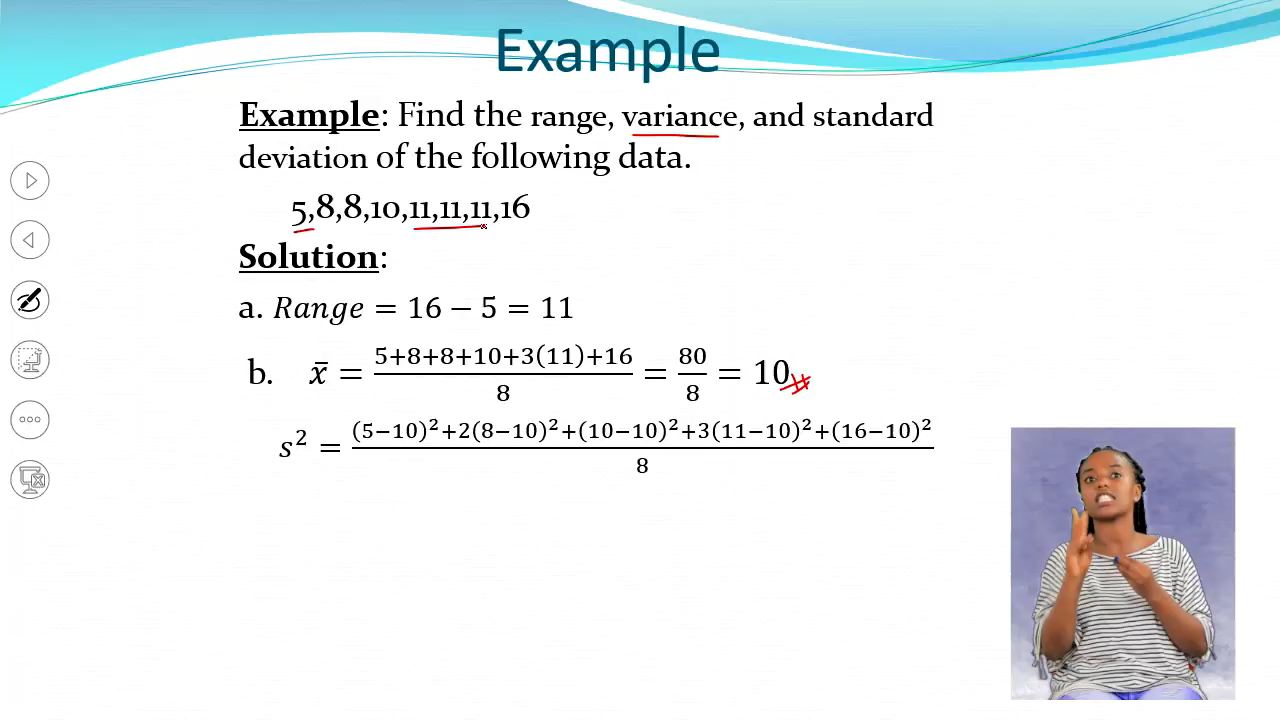 Example
Example: Find the range, variance, and standard
deviation of the following data.
5,8,8,10,11,11,11,16
Solution:
a. Range = 16 − 5 = 11
b. x̄ = (5+8+8+10+3(11)+16)/8 = 80/8 = 10
s² = ((5−10)²+2(8−10)²+(10−10)²+3(11−10)²+(16−10)²)/8